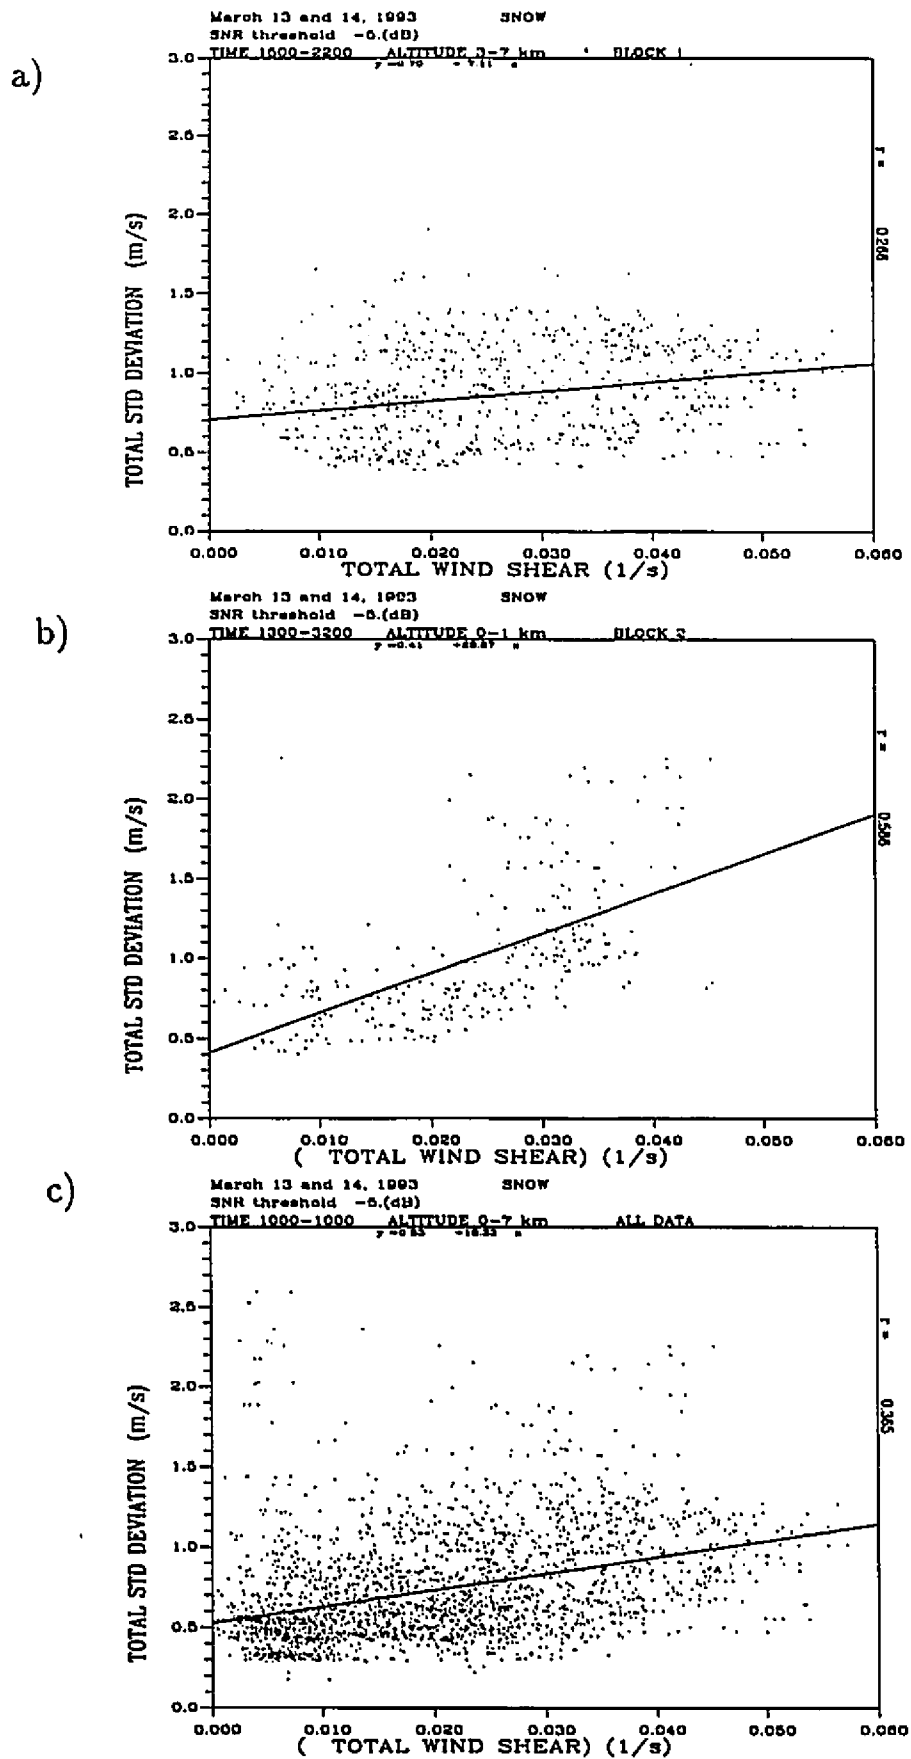 a)
March 13 and 14, 1993 SNOW
SNR threshold -5.(dB)
TIME 1500-2200 ALTITUDE 3-7 km BLOCK 1
3.0
2.5
2.0
1.5
1.0
0.5
0.0
TOTAL STD DEVIATION (m/s)
r = 0.266
0.000 0.010 0.020 0.030 0.040 0.050 0.060
TOTAL WIND SHEAR (1/s)
b)
March 13 and 14, 1993 SNOW
SNR threshold -5.(dB)
TIME 1300-3200 ALTITUDE 0-1 km BLOCK 2
3.0
2.5
2.0
1.5
1.0
0.5
0.0
TOTAL STD DEVIATION (m/s)
r = 0.586
0.000 0.010 0.020 0.030 0.040 0.050 0.060
( TOTAL WIND SHEAR) (1/s)
c)
March 13 and 14, 1993 SNOW
SNR threshold -5.(dB)
TIME 1000-1000 ALTITUDE 0-7 km ALL DATA
3.0
2.5
2.0
1.5
1.0
0.5
0.0
TOTAL STD DEVIATION (m/s)
r = 0.365
0.000 0.010 0.020 0.030 0.040 0.050 0.060
( TOTAL WIND SHEAR) (1/s)